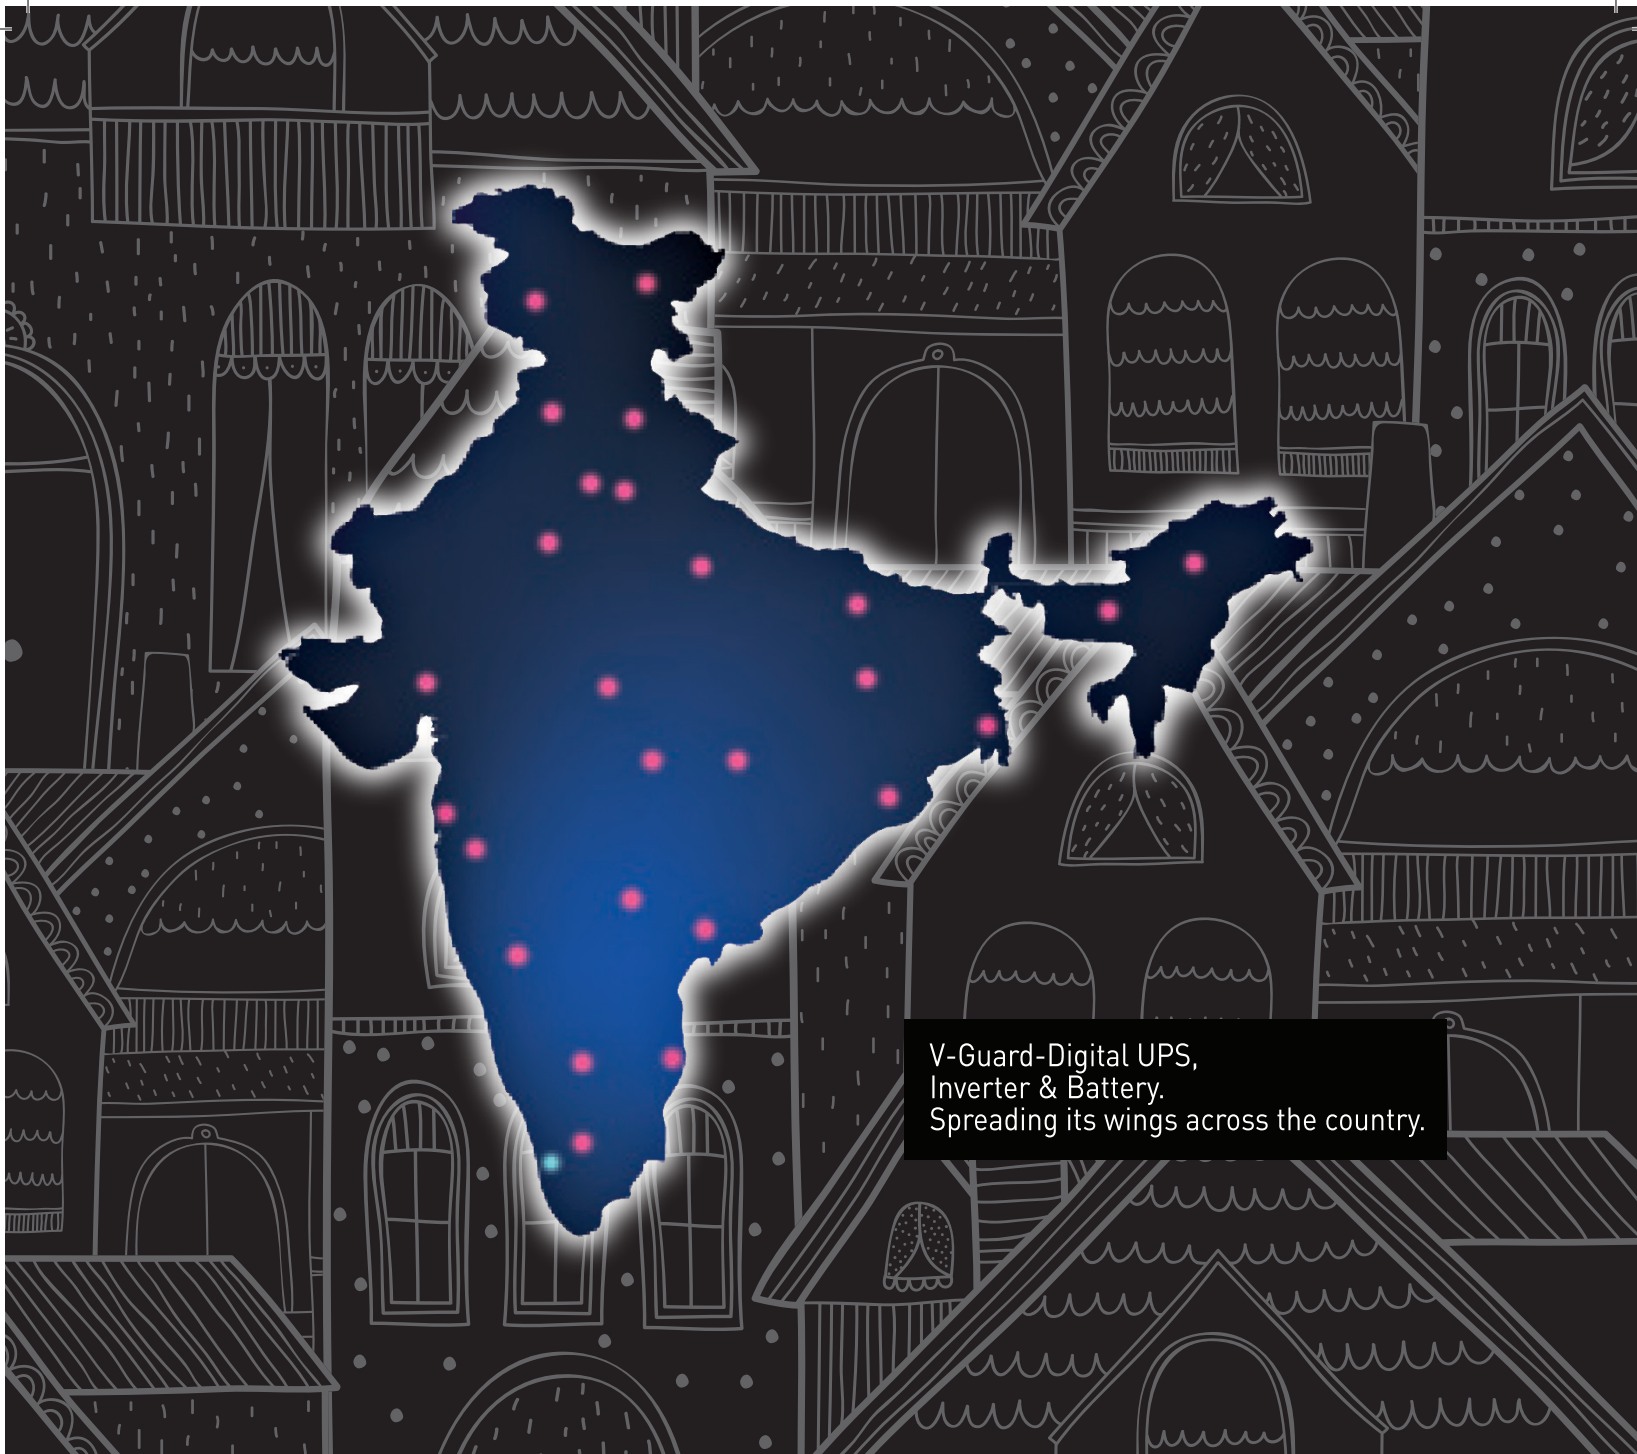 V-Guard-Digital UPS,
Inverter & Battery.
Spreading its wings across the country.